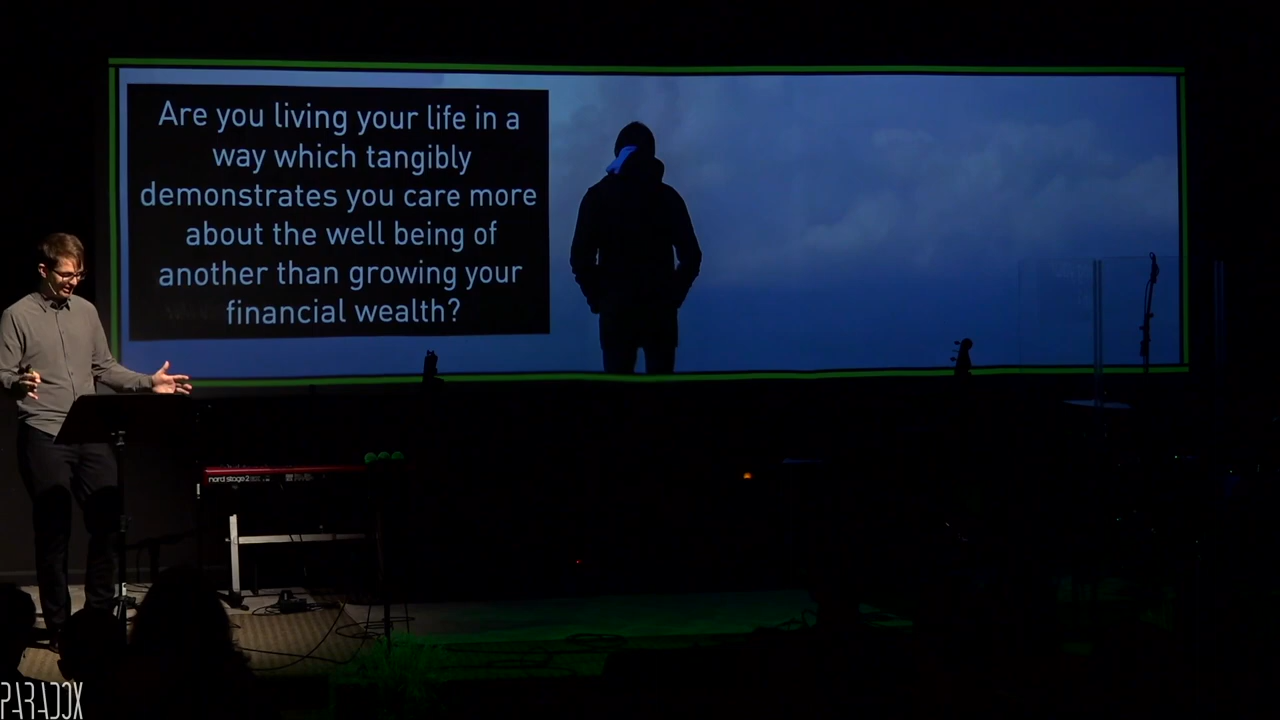 Are you living your life in a
way which tangibly
demonstrates you care more
about the well being of
another than growing your
financial wealth?
nord stage 2
PARADOX